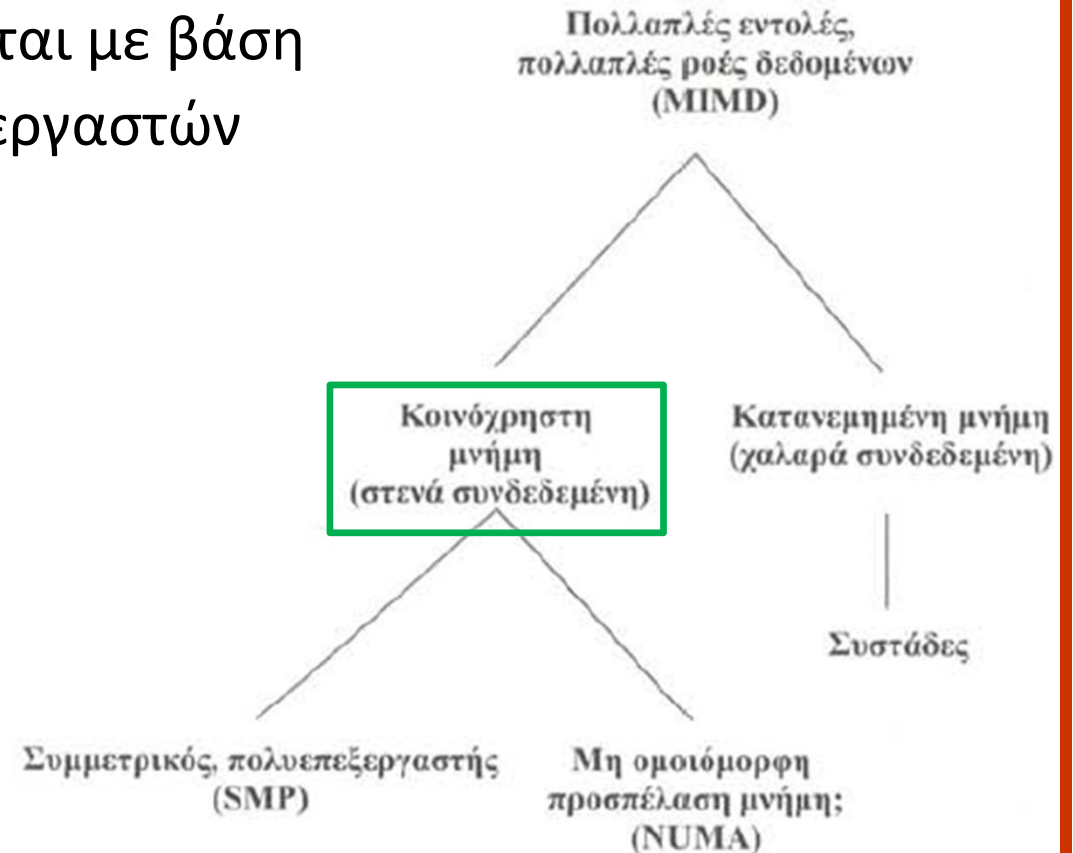 ται με βάση
εργαστών
Πολλαπλές εντολές,
πολλαπλές ροές δεδομένων
(MIMD)
Κοινόχρηστη
μνήμη
(στενά συνδεδεμένη)
Κατανεμημένη μνήμη
(χαλαρά συνδεδεμένη)
Συστάδες
Συμμετρικός, πολυεπεξεργαστής
(SMP)
Μη ομοιόμορφη
προσπέλαση μνήμη;
(NUMA)